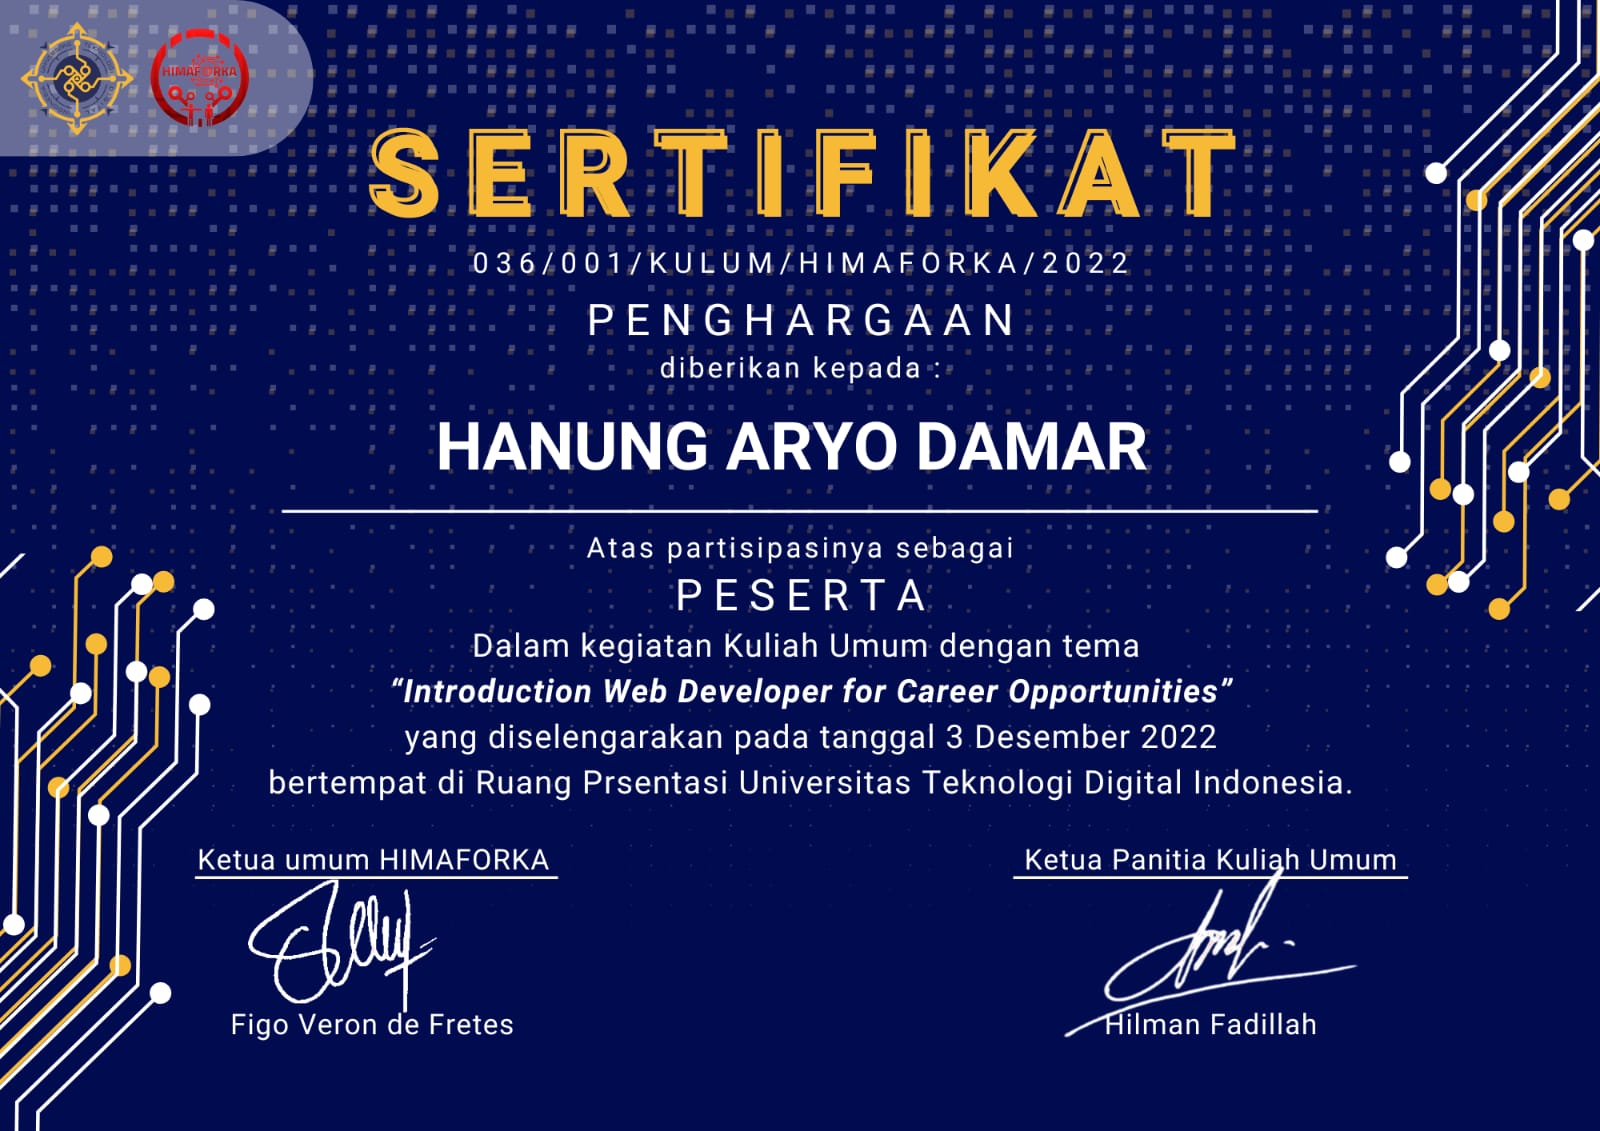 HIMAFORKA
SERTIFIKAT
036/001/KULUM/HIMAFORKA/2022
PENGHARGAAN
diberikan kepada :
HANUNG ARYO DAMAR
Atas partisipasinya sebagai
PESERTA
Dalam kegiatan Kuliah Umum dengan tema
“Introduction Web Developer for Career Opportunities”
yang diselengarakan pada tanggal 3 Desember 2022
bertempat di Ruang Prsentasi Universitas Teknologi Digital Indonesia.
Ketua umum HIMAFORKA
Ketua Panitia Kuliah Umum
Figo Veron de Fretes
Hilman Fadillah